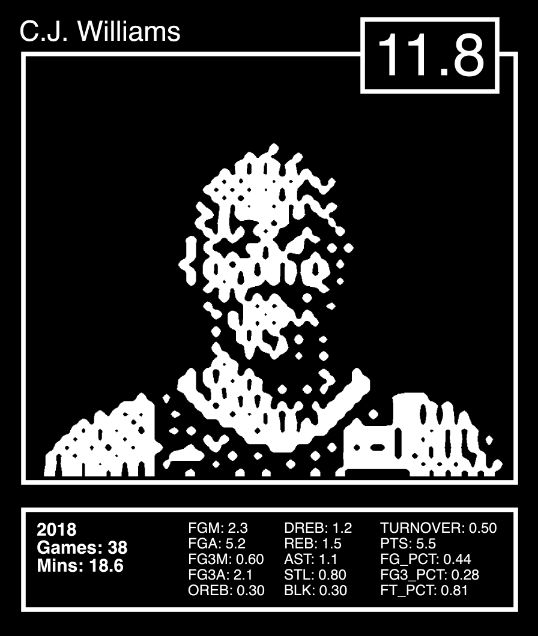 C.J. Williams
11.8
2018
Games: 38
Mins: 18.6
FGM: 2.3
FGA: 5.2
FG3M: 0.60
FG3A: 2.1
OREB: 0.30
DREB: 1.2
REB: 1.5
AST: 1.1
STL: 0.80
BLK: 0.30
TURNOVER: 0.50
PTS: 5.5
FG_PCT: 0.44
FG3_PCT: 0.28
FT_PCT: 0.81